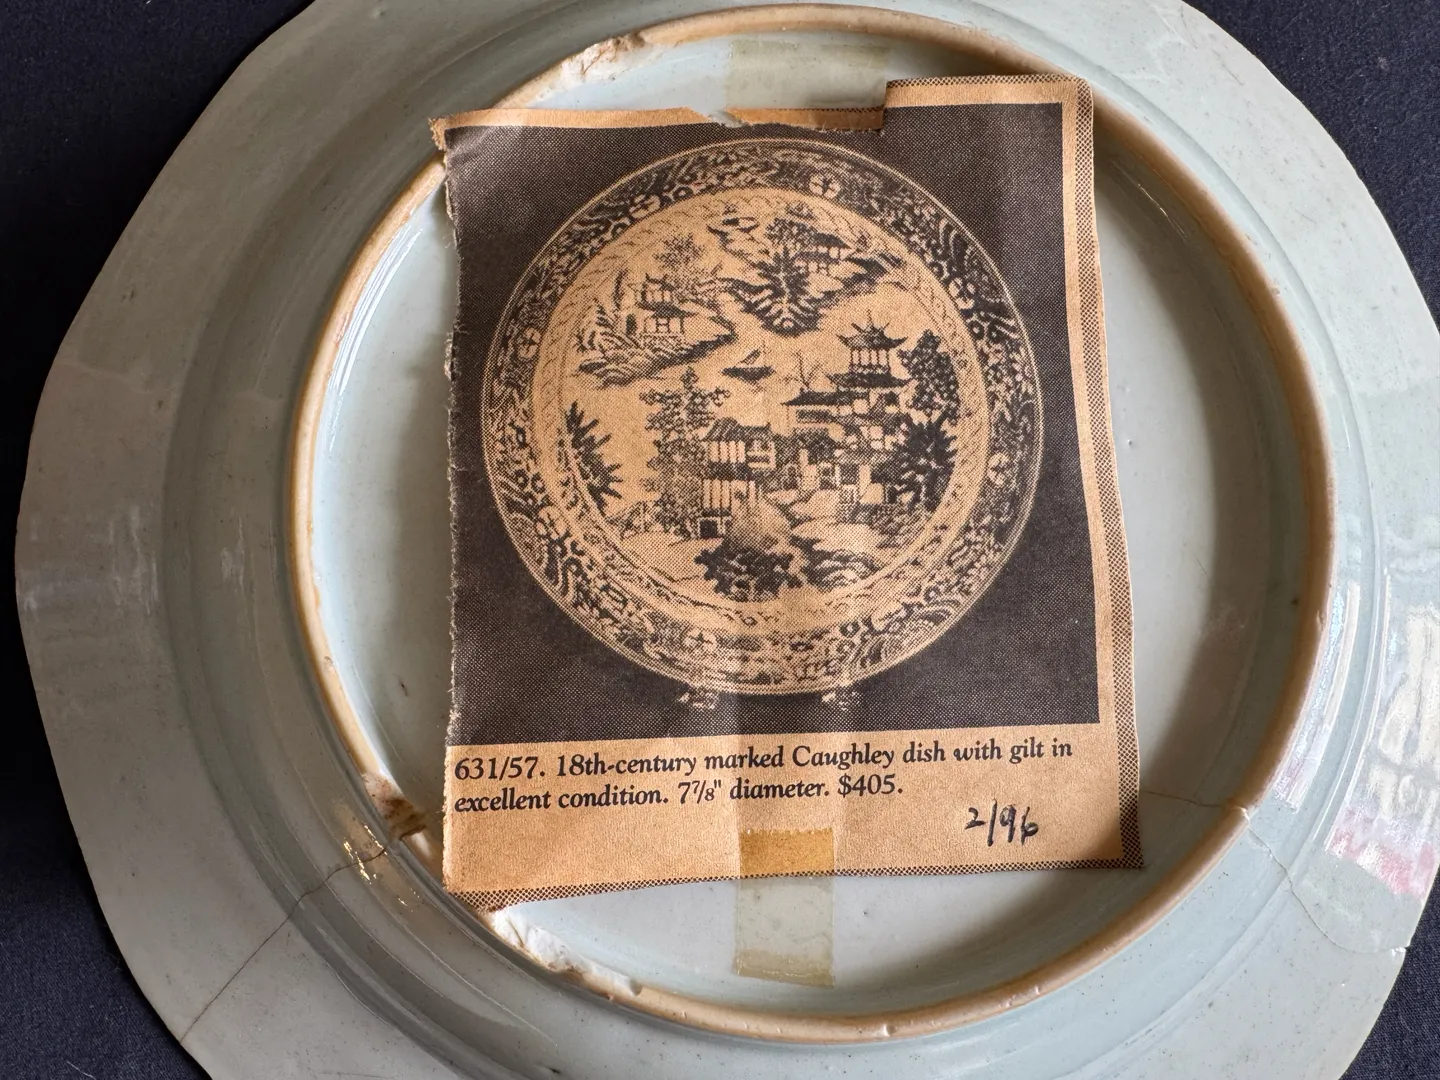 631/57. 18th-century marked Caughley dish with gilt in
excellent condition. 7⅞" diameter. $405.
2/96